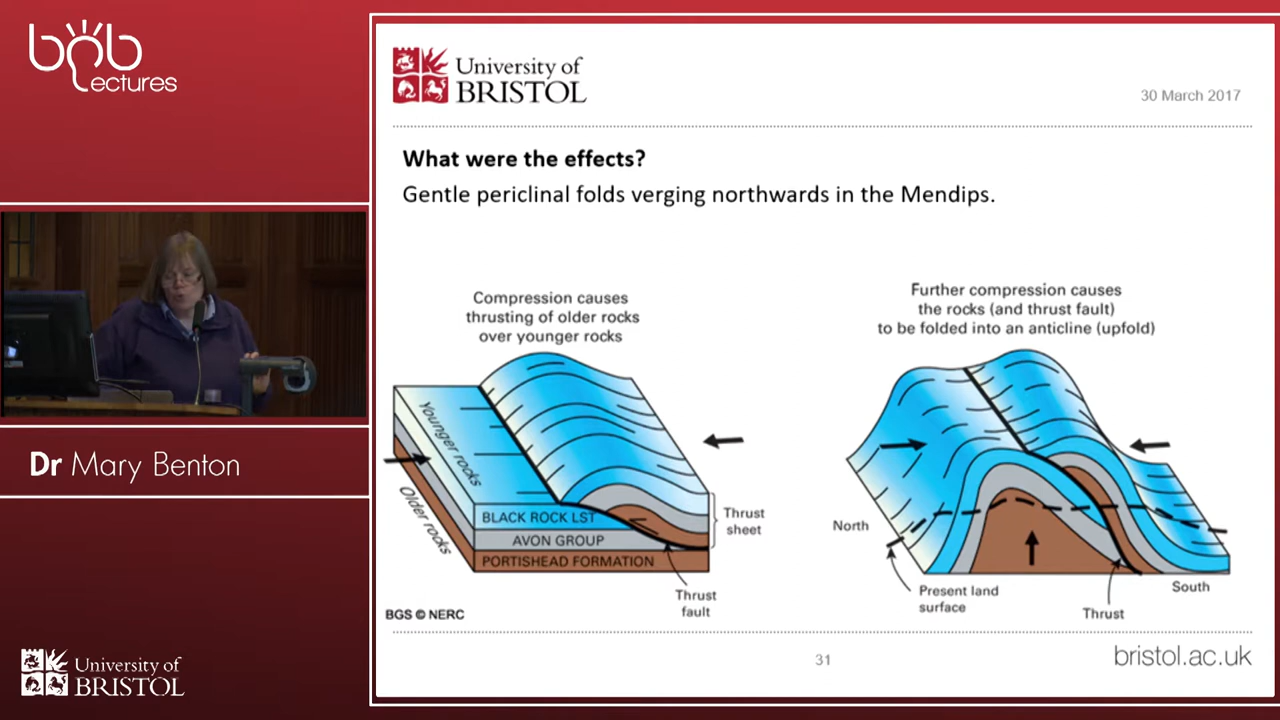 bob
Lectures
University of
BRISTOL
30 March 2017
What were the effects?
Gentle periclinal folds verging northwards in the Mendips.
Compression causes
thrusting of older rocks
over younger rocks
Younger rocks
Older rocks
BLACK ROCK LST
AVON GROUP
PORTISHEAD FORMATION
Thrust
sheet
Thrust
fault
BGS © NERC
Further compression causes
the rocks (and thrust fault)
to be folded into an anticline (upfold)
North
Present land
surface
Thrust
South
31
bristol.ac.uk
Dr Mary Benton
University of
BRISTOL